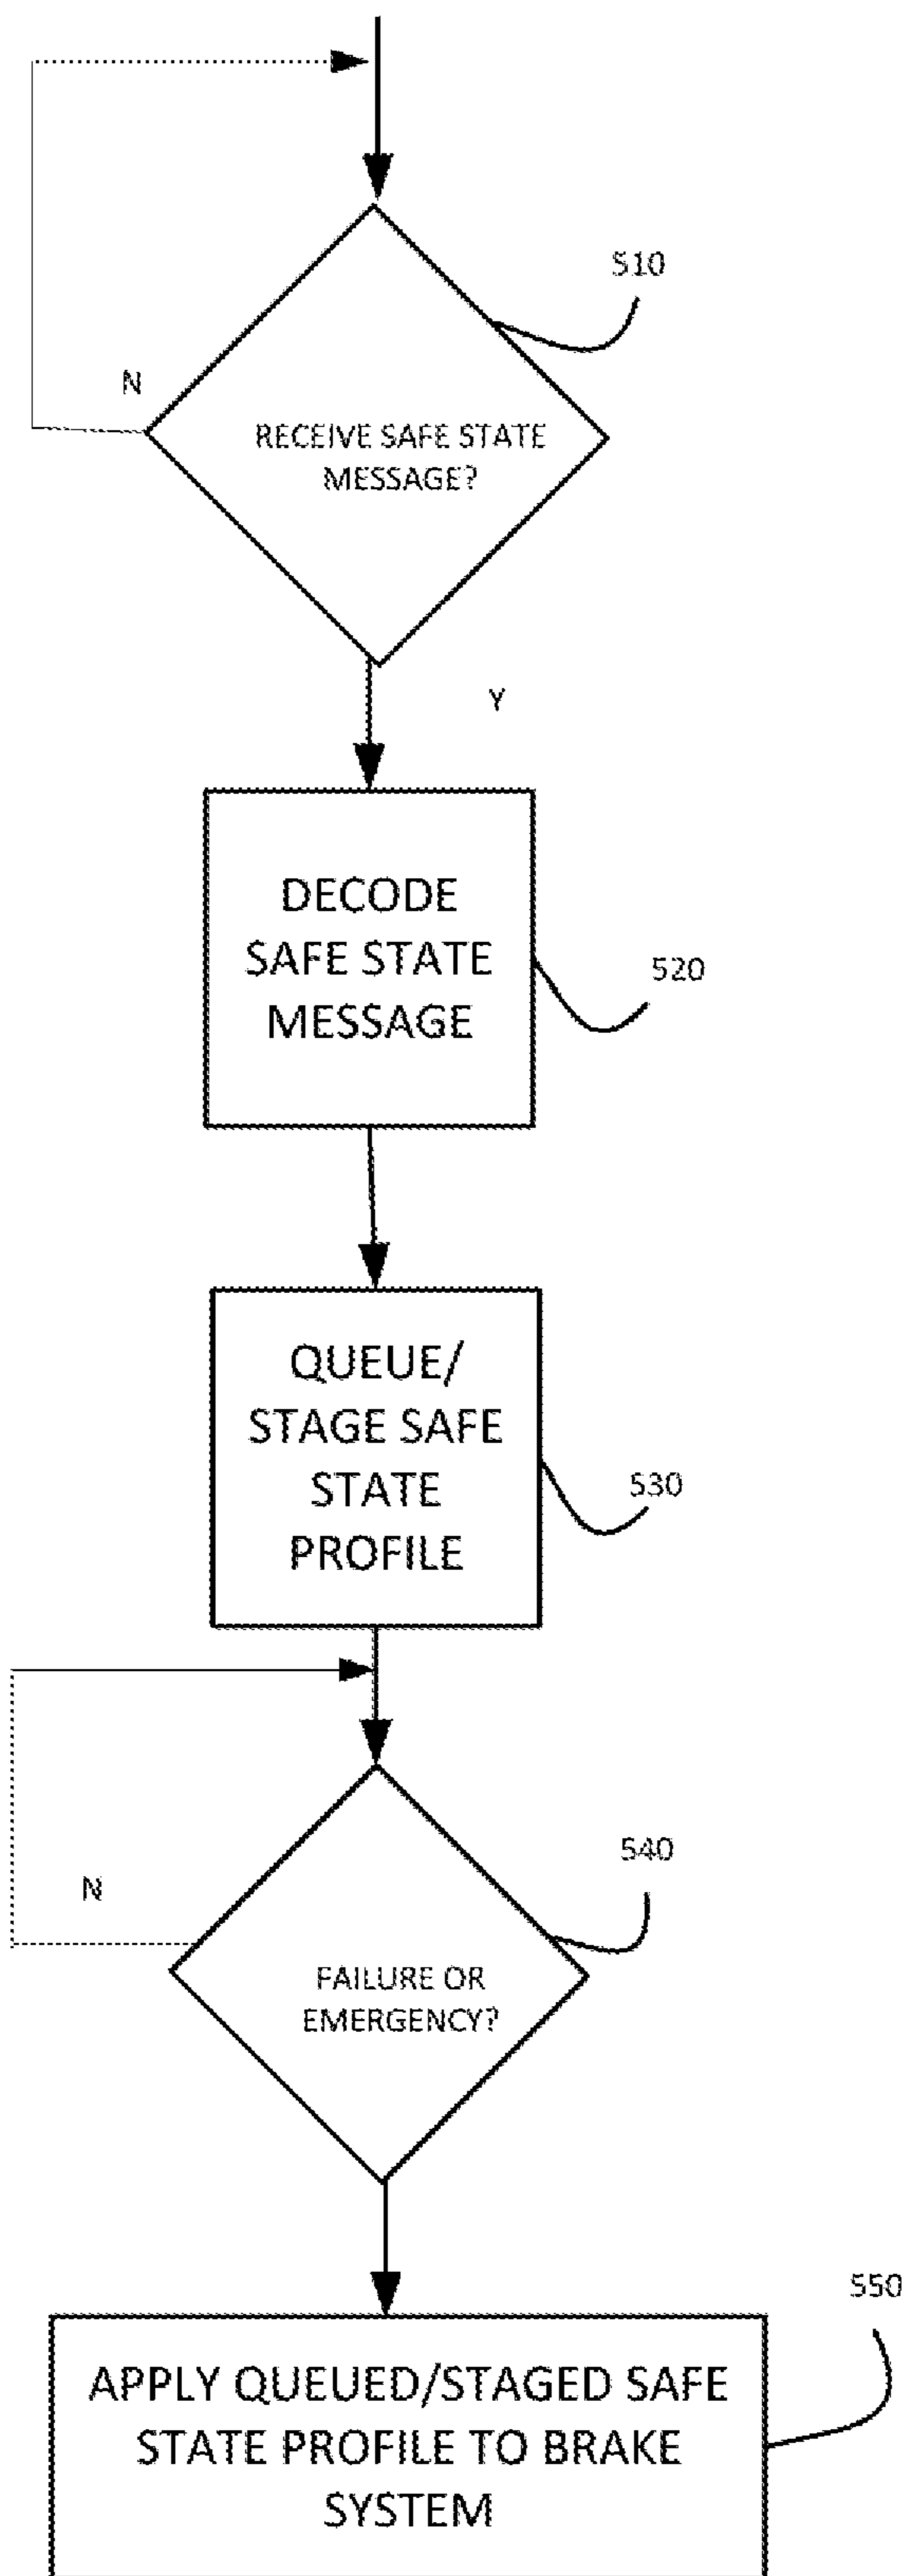 510
N
RECEIVE SAFE STATE
MESSAGE?
Y
DECODE
SAFE STATE
MESSAGE
520
QUEUE/
STAGE SAFE
STATE
PROFILE
530
540
N
FAILURE OR
EMERGENCY?
550
APPLY QUEUED/STAGED SAFE
STATE PROFILE TO BRAKE
SYSTEM